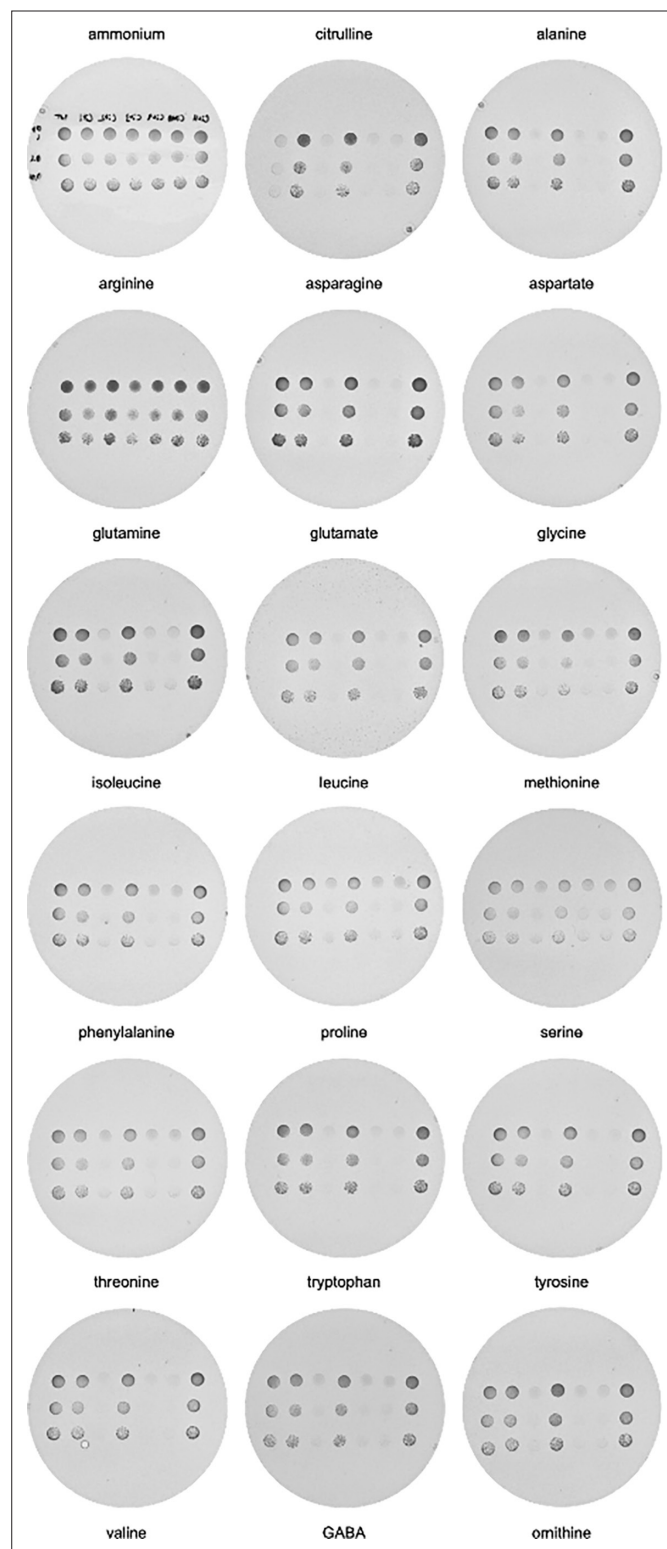 ammonium citrulline alanine
arginine asparagine aspartate
glutamine glutamate glycine
isoleucine leucine methionine
phenylalanine proline serine
threonine tryptophan tyrosine
valine GABA ornithine